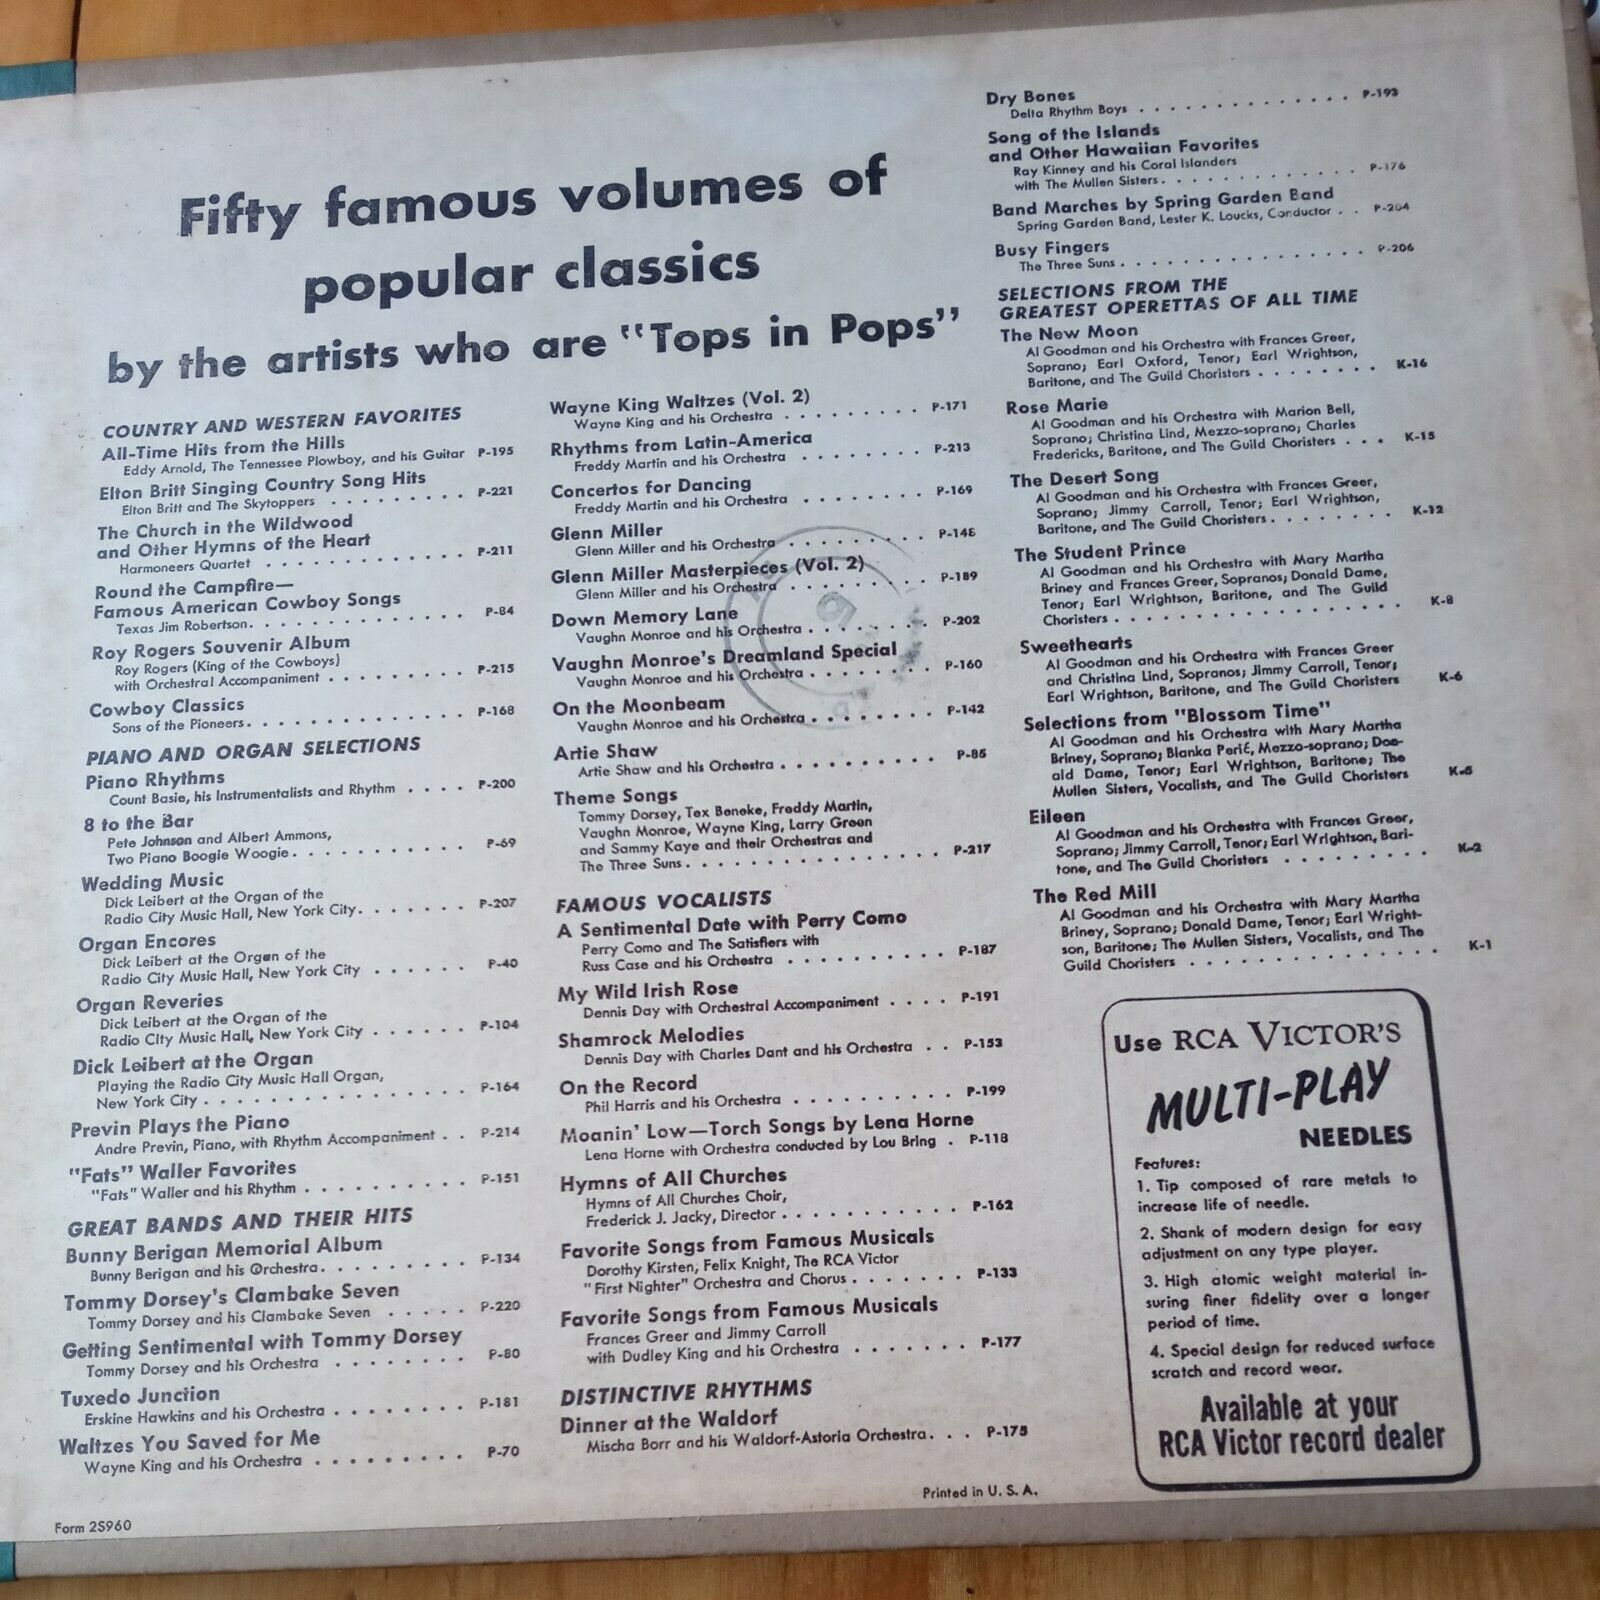 Fifty famous volumes of
popular classics
by the artists who are "Tops in Pops"
COUNTRY AND WESTERN FAVORITES
All-Time Hits from the Hills
Eddy Arnold, The Tennessee Plowboy, and his Guitar P-195
Elton Britt Singing Country Song Hits
Elton Britt and The Skytoppers . . . . . . . . . P-221
The Church in the Wildwood
and Other Hymns of the Heart
Harmoneers Quartet . . . . . . . . . . . . . P-211
Round the Campfire—
Famous American Cowboy Songs
Texas Jim Robertson. . . . . . . . . . . . . . P-84
Roy Rogers Souvenir Album
Roy Rogers (King of the Cowboys)
with Orchestral Accompaniment . . . . . . . . . P-215
Cowboy Classics
Sons of the Pioneers. . . . . . . . . . . . . . P-168
PIANO AND ORGAN SELECTIONS
Piano Rhythms
Count Basie, his Instrumentalists and Rhythm . . . . P-200
8 to the Bar
Pete Johnson and Albert Ammons,
Two Piano Boogie Woogie. . . . . . . . . . . P-69
Wedding Music
Dick Leibert at the Organ of the
Radio City Music Hall, New York City. . . . . . . P-207
Organ Encores
Dick Leibert at the Organ of the
Radio City Music Hall, New York City . . . . . . P-40
Organ Reveries
Dick Leibert at the Organ of the
Radio City Music Hall, New York City . . . . . . P-104
Dick Leibert at the Organ
Playing the Radio City Music Hall Organ,
New York City . . . . . . . . . . . . . . . . P-164
Previn Plays the Piano
Andre Previn, Piano, with Rhythm Accompaniment . . P-214
"Fats" Waller Favorites
"Fats" Waller and his Rhythm . . . . . . . . . . P-151
GREAT BANDS AND THEIR HITS
Bunny Berigan Memorial Album
Bunny Berigan and his Orchestra. . . . . . . . . P-134
Tommy Dorsey's Clambake Seven
Tommy Dorsey and his Clambake Seven . . . . . P-220
Getting Sentimental with Tommy Dorsey
Tommy Dorsey and his Orchestra . . . . . . . . P-80
Tuxedo Junction
Erskine Hawkins and his Orchestra . . . . . . . . P-181
Waltzes You Saved for Me
Wayne King and his Orchestra . . . . . . . . . P-70
Form 2S960
Wayne King Waltzes (Vol. 2)
Wayne King and his Orchestra . . . . . . . . . P-171
Rhythms from Latin-America
Freddy Martin and his Orchestra . . . . . . . . P-213
Concertos for Dancing
Freddy Martin and his Orchestra . . . . . . . . P-169
Glenn Miller
Glenn Miller and his Orchestra . . . . . . . . . P-146
Glenn Miller Masterpieces (Vol. 2)
Glenn Miller and his Orchestra . . . . . . . . . P-189
Down Memory Lane
Vaughn Monroe and his Orchestra . . . . . . . . P-202
Vaughn Monroe's Dreamland Special
Vaughn Monroe and his Orchestra . . . . . . . . P-160
On the Moonbeam
Vaughn Monroe and his Orchestra . . . . . . . . P-142
Artie Shaw
Artie Shaw and his Orchestra . . . . . . . . . . P-85
Theme Songs
Tommy Dorsey, Tex Beneke, Freddy Martin,
Vaughn Monroe, Wayne King, Larry Green
and Sammy Kaye and their Orchestras and
The Three Suns . . . . . . . . . . . . . . . . P-217
FAMOUS VOCALISTS
A Sentimental Date with Perry Como
Perry Como and The Satisfiers with
Russ Case and his Orchestra . . . . . . . . . . P-187
My Wild Irish Rose
Dennis Day with Orchestral Accompaniment . . . . P-191
Shamrock Melodies
Dennis Day with Charles Dant and his Orchestra . . P-153
On the Record
Phil Harris and his Orchestra . . . . . . . . . . P-199
Moanin' Low—Torch Songs by Lena Horne
Lena Horne with Orchestra conducted by Lou Bring . P-118
Hymns of All Churches
Hymns of All Churches Choir,
Frederick J. Jacky, Director . . . . . . . . . . . P-162
Favorite Songs from Famous Musicals
Dorothy Kirsten, Felix Knight, The RCA Victor
"First Nighter" Orchestra and Chorus . . . . . . . P-133
Favorite Songs from Famous Musicals
Frances Greer and Jimmy Carroll
with Dudley King and his Orchestra . . . . . . . P-177
DISTINCTIVE RHYTHMS
Dinner at the Waldorf
Mischa Borr and his Waldorf-Astoria Orchestra. . . P-175
Printed in U. S. A.
Dry Bones
Delta Rhythm Boys . . . . . . . . . . . . . . P-193
Song of the Islands
and Other Hawaiian Favorites
Ray Kinney and his Coral Islanders
with The Mullen Sisters. . . . . . . . . . . . . P-176
Band Marches by Spring Garden Band
Spring Garden Band, Lester K. Loucks, Conductor . . P-204
Busy Fingers
The Three Suns . . . . . . . . . . . . . . . . P-206
SELECTIONS FROM THE
GREATEST OPERETTAS OF ALL TIME
The New Moon
Al Goodman and his Orchestra with Frances Greer,
Soprano; Earl Oxford, Tenor; Earl Wrightson,
Baritone, and The Guild Choristers . . . . . . . . K-16
Rose Marie
Al Goodman and his Orchestra with Marion Bell,
Soprano; Christina Lind, Mezzo-soprano; Charles
Fredericks, Baritone, and The Guild Choristers . . . K-15
The Desert Song
Al Goodman and his Orchestra with Frances Greer,
Soprano; Jimmy Carroll, Tenor; Earl Wrightson,
Baritone, and The Guild Choristers . . . . . . . . K-12
The Student Prince
Al Goodman and his Orchestra with Mary Martha
Briney and Frances Greer, Sopranos; Donald Dame,
Tenor; Earl Wrightson, Baritone, and The Guild
Choristers . . . . . . . . . . . . . . . . . . K-8
Sweethearts
Al Goodman and his Orchestra with Frances Greer
and Christina Lind, Sopranos; Jimmy Carroll, Tenor;
Earl Wrightson, Baritone, and The Guild Choristers K-6
Selections from "Blossom Time"
Al Goodman and his Orchestra with Mary Martha
Briney, Soprano; Blanka Perič, Mezzo-soprano; Don-
ald Dame, Tenor; Earl Wrightson, Baritone; The
Mullen Sisters, Vocalists, and The Guild Choristers K-5
Eileen
Al Goodman and his Orchestra with Frances Greer,
Soprano; Jimmy Carroll, Tenor; Earl Wrightson, Bari-
tone, and The Guild Choristers . . . . . . . . . K-2
The Red Mill
Al Goodman and his Orchestra with Mary Martha
Briney, Soprano; Donald Dame, Tenor; Earl Wright-
son, Baritone; The Mullen Sisters, Vocalists, and The
Guild Choristers . . . . . . . . . . . . . . . K-1
Use RCA VICTOR'S
MULTI-PLAY
NEEDLES
Features:
1. Tip composed of rare metals to
increase life of needle.
2. Shank of modern design for easy
adjustment on any type player.
3. High atomic weight material in-
suring finer fidelity over a longer
period of time.
4. Special design for reduced surface
scratch and record wear.
Available at your
RCA Victor record dealer